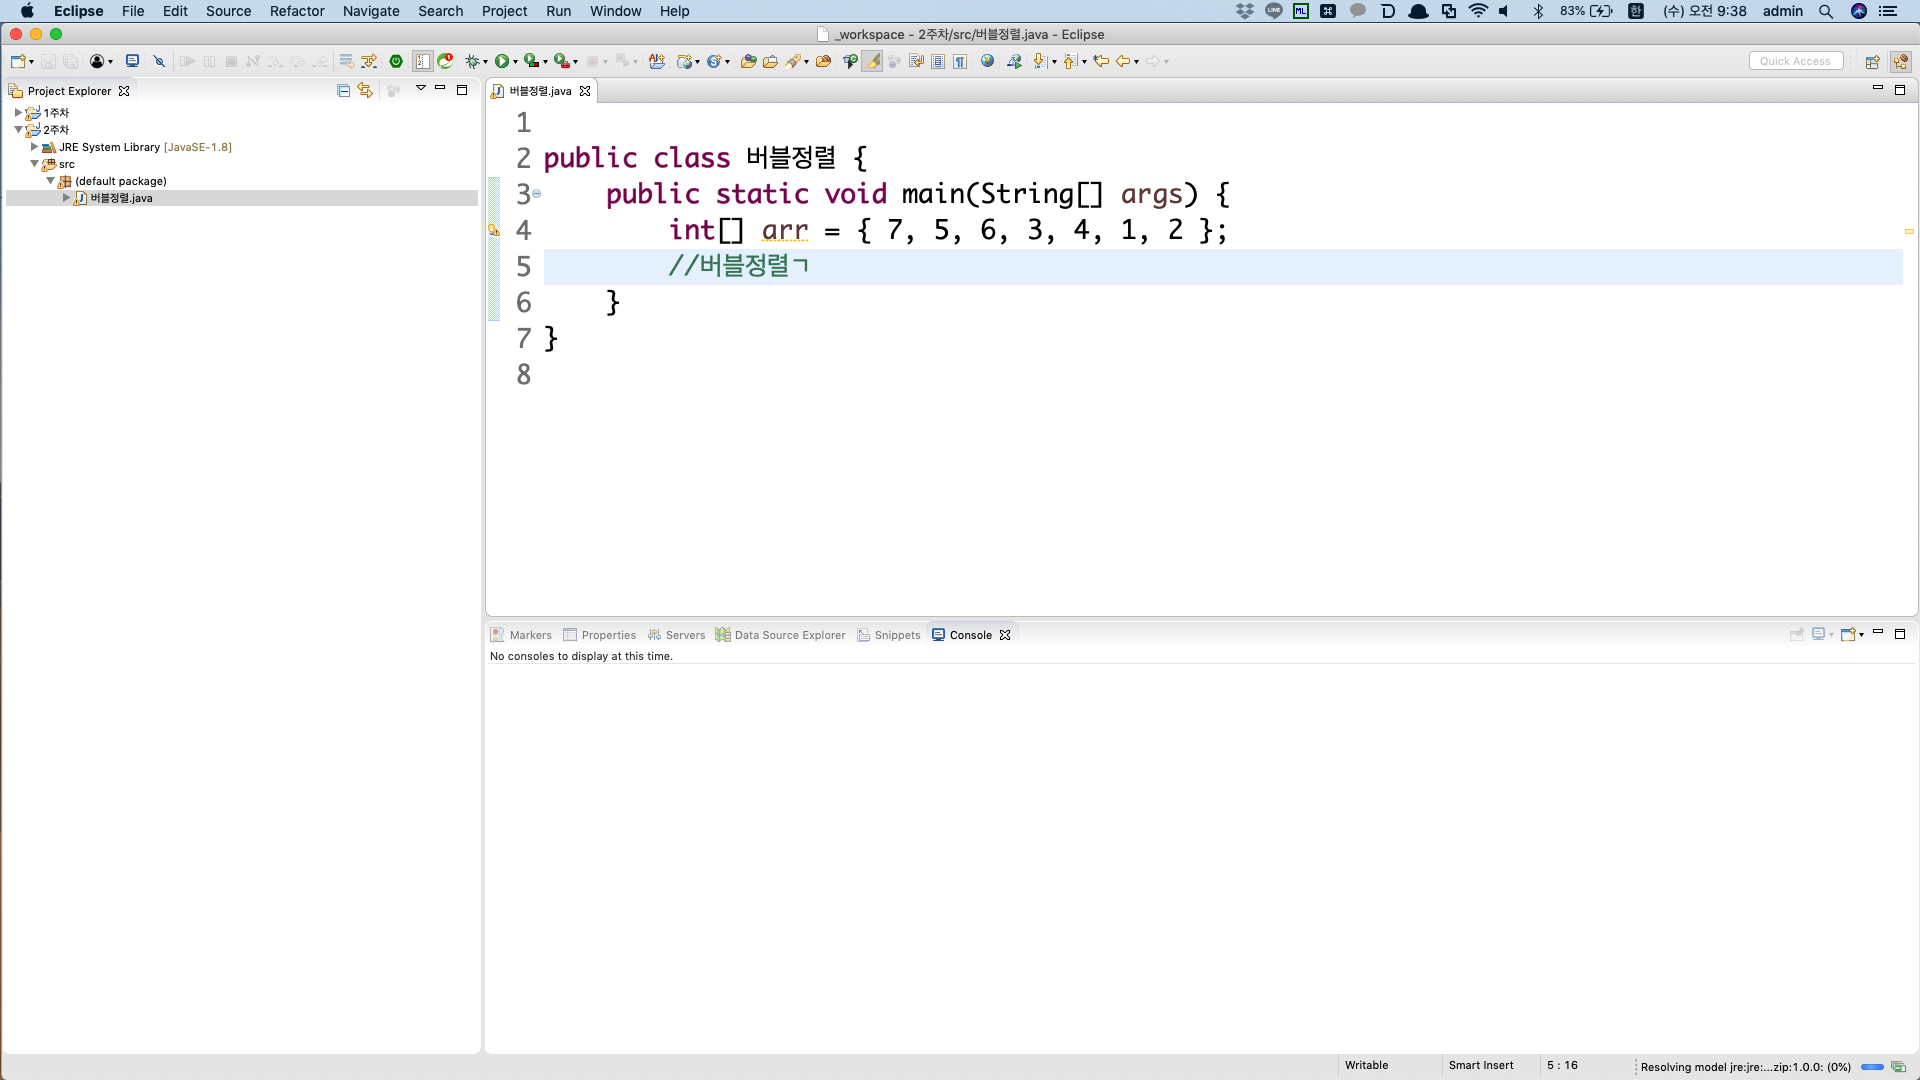 Eclipse File Edit Source Refactor Navigate Search Project Run Window Help
83% 한 (수) 오전 9:38 admin
_workspace - 2주차/src/버블정렬.java - Eclipse
Quick Access
Project Explorer
1주차
2주차
JRE System Library [JavaSE-1.8]
src
(default package)
버블정렬.java
버블정렬.java
1
2 public class 버블정렬 {
3 public static void main(String[] args) {
4 int[] arr = { 7, 5, 6, 3, 4, 1, 2 };
5 //버블정렬ㄱ
6 }
7 }
8
Markers Properties Servers Data Source Explorer Snippets Console
No consoles to display at this time.
Writable Smart Insert 5 : 16 Resolving model jre:jre:...zip:1.0.0: (0%)